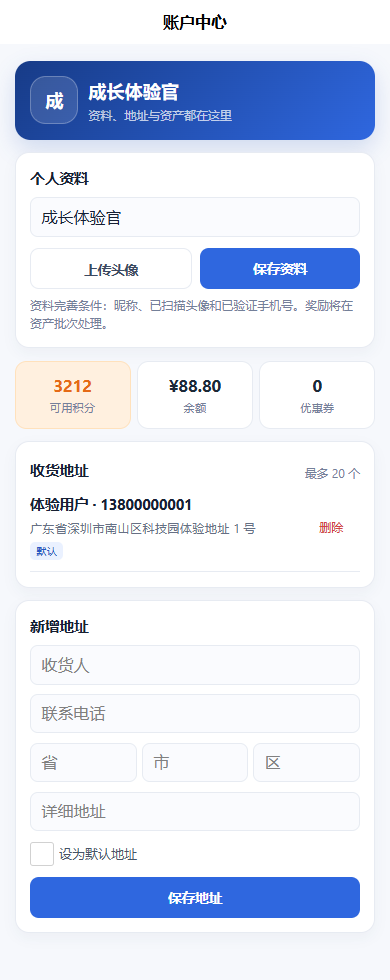 账户中心
成
成长体验官
资料、地址与资产都在这里
个人资料
成长体验官
上传头像
保存资料
资料完善条件：昵称、已扫描头像和已验证手机号。奖励将在
资产批次处理。
3212
可用积分
¥88.80
余额
0
优惠券
收货地址
最多 20 个
体验用户 · 13800000001
广东省深圳市南山区科技园体验地址 1 号
删除
默认
新增地址
收货人
联系电话
省
市
区
详细地址
设为默认地址
保存地址